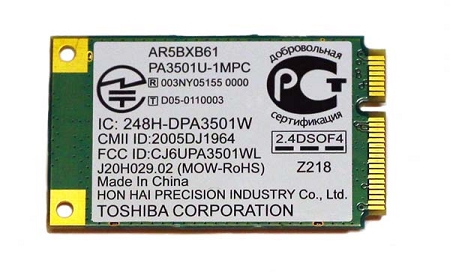 AR5BXB61
PA3501U-1MPC
R 003NY05155 0000
T D05-0110003
добровольная
РСТ
сертификация
IC: 248H-DPA3501W
CMII ID: 2005DJ1964
2.4DSOF4
FCC ID:CJ6UPA3501WL
J20H029.02 (MOW-RoHS)
Z218
Made In China
HON HAI PRECISION INDUSTRY Co., Ltd.
TOSHIBA CORPORATION